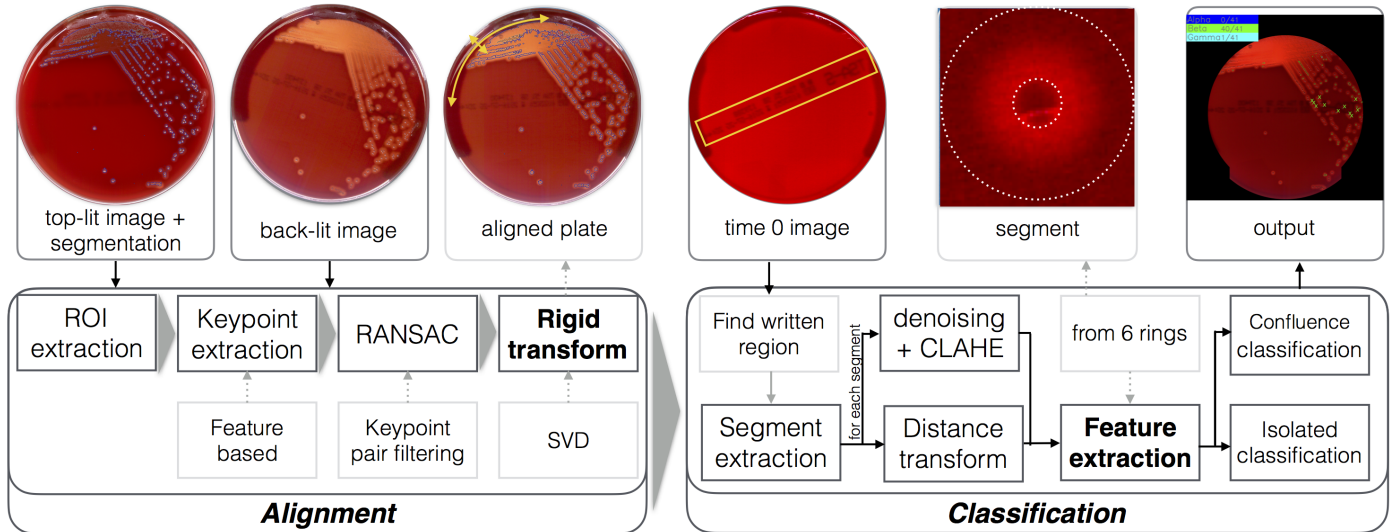 Alpha 0/41
Beta 40/41
Gamma1/41
top-lit image +
segmentation
back-lit image
aligned plate
time 0 image
segment
output
ROI
extraction
Keypoint
extraction
RANSAC
Rigid
transform
Feature
based
Keypoint
pair filtering
SVD
Alignment
Find written
region
Segment
extraction
for each segment
denoising
+ CLAHE
Distance
transform
from 6 rings
Feature
extraction
Confluence
classification
Isolated
classification
Classification